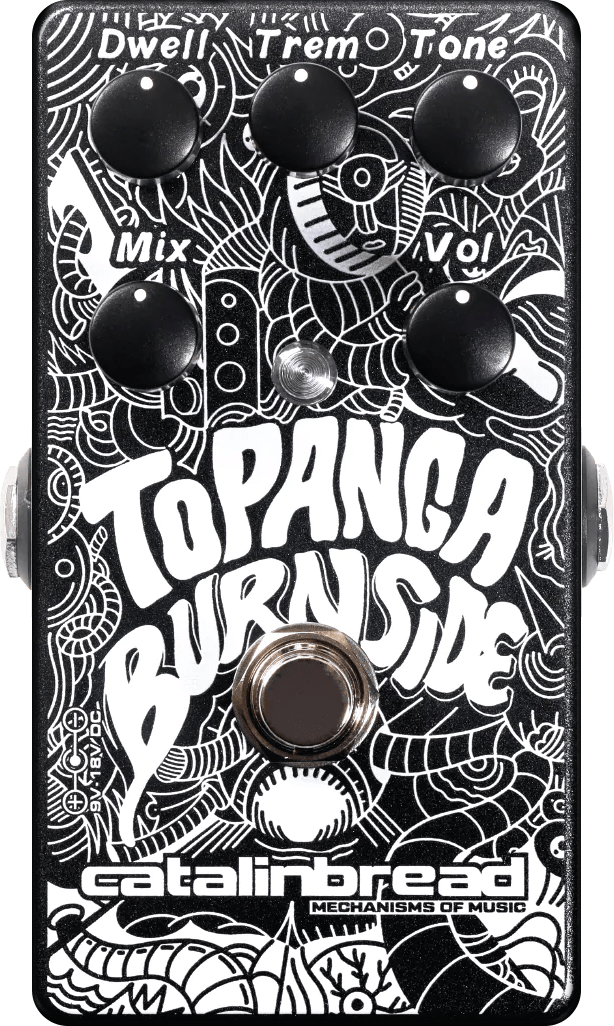 Dwell Trem Tone
Mix Vol
TOPANGA
BURNSiDE
9V-18V DC
catalinbread
MECHANISMS OF MUSIC